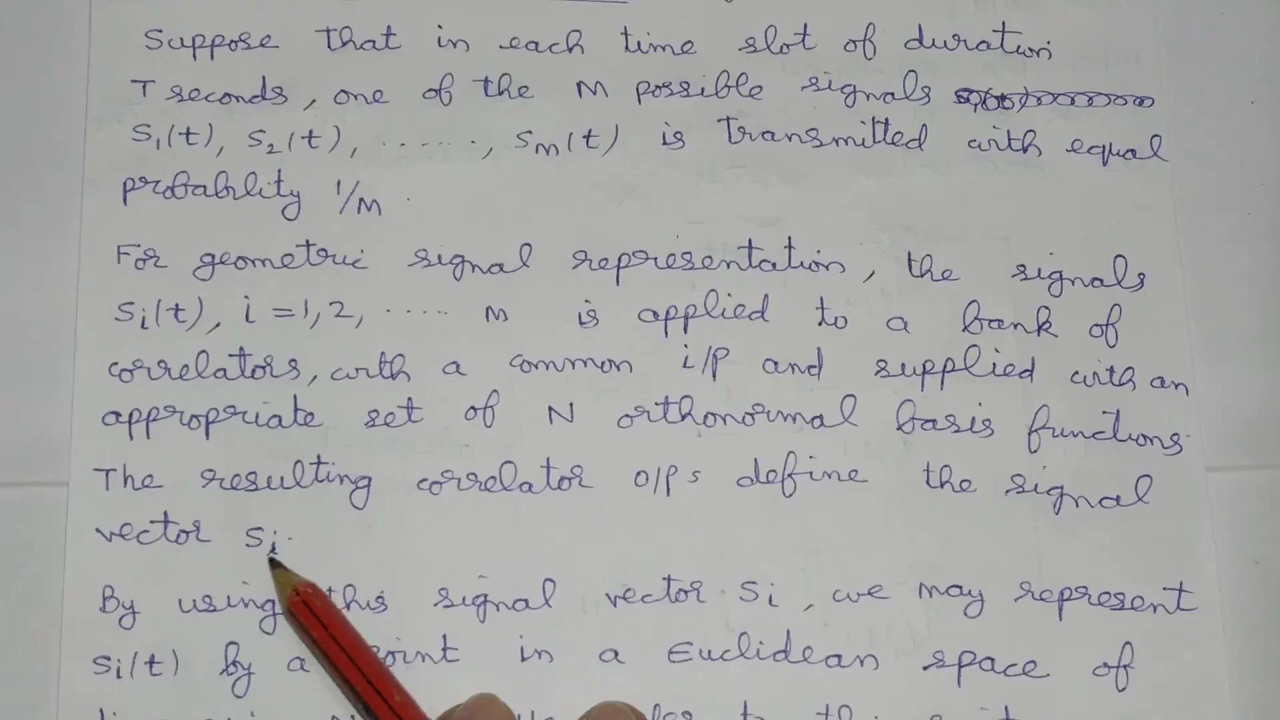 Suppose that in each time slot of duration
T seconds, one of the M possible signals
S1(t), S2(t), ......, SM(t) is transmitted with equal
probability 1/M.
For geometric signal representation, the signals
Si(t), i = 1, 2, ..... M is applied to a bank of
correlators, with a common i/p and supplied with an
appropriate set of N orthonormal basis functions.
The resulting correlator o/ps define the signal
vector Si.
By using this signal vector Si, we may represent
Si(t) by a point in a Euclidean space of